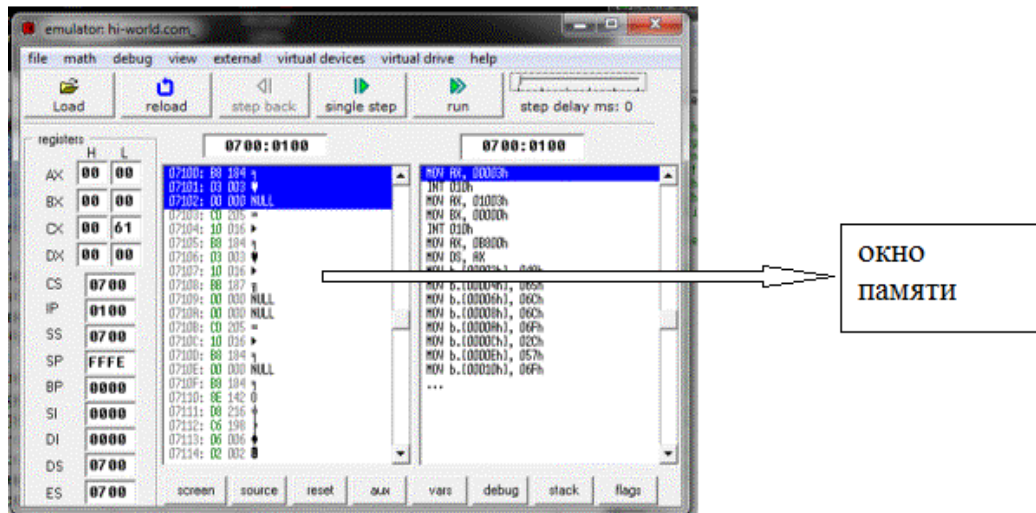 emulator: hi-world.com_
file math debug view external virtual devices virtual drive help
Load reload step back single step run step delay ms: 0
registers
H L
0700:0100 0700:0100
AX 00 00
BX 00 00
CX 00 61
DX 00 00
CS 0700
IP 0100
SS 0700
SP FFFE
BP 0000
SI 0000
DI 0000
DS 0700
ES 0700
07100: B8 184 ╕
07101: 03 003 ♥
07102: 00 000 NULL
07103: CD 205 =
07104: 10 016 ►
07105: B8 184 ╕
07106: 03 003 ♥
07107: 10 016 ►
07108: BB 187 ╗
07109: 00 000 NULL
0710A: 00 000 NULL
0710B: CD 205 =
0710C: 10 016 ►
0710D: B8 184 ╕
0710E: 00 000 NULL
0710F: B8 184 ╕
07110: 8E 142
07111: D8 216
07112: C6 198
07113: 06 006
07114: 02 002
MOV AX, 00003h
INT 010h
MOV AX, 01003h
MOV BX, 00000h
INT 010h
MOV AX, 0B800h
MOV DS, AX
MOV b.[00002h], 048h
MOV b.[00004h], 065h
MOV b.[00006h], 06Ch
MOV b.[00008h], 06Ch
MOV b.[0000Ah], 06Fh
MOV b.[0000Ch], 02Ch
MOV b.[0000Eh], 057h
MOV b.[00010h], 06Fh
...
screen source reset aux vars debug stack flags
окно
памяти